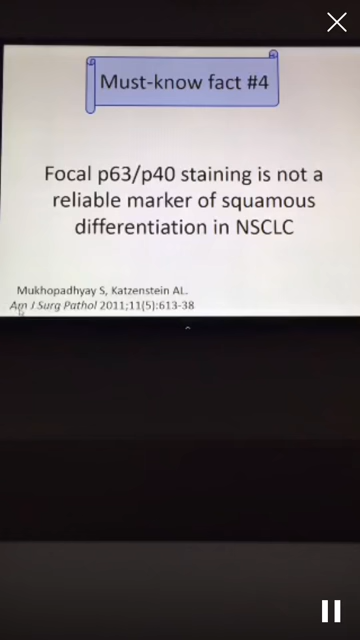 Must-know fact #4
Focal p63/p40 staining is not a
reliable marker of squamous
differentiation in NSCLC
Mukhopadhyay S, Katzenstein AL.
Am J Surg Pathol 2011;11(5):613-38